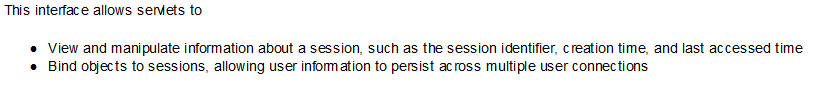 This interface allows servlets to
● View and manipulate information about a session, such as the session identifier, creation time, and last accessed time
● Bind objects to sessions, allowing user information to persist across multiple user connections